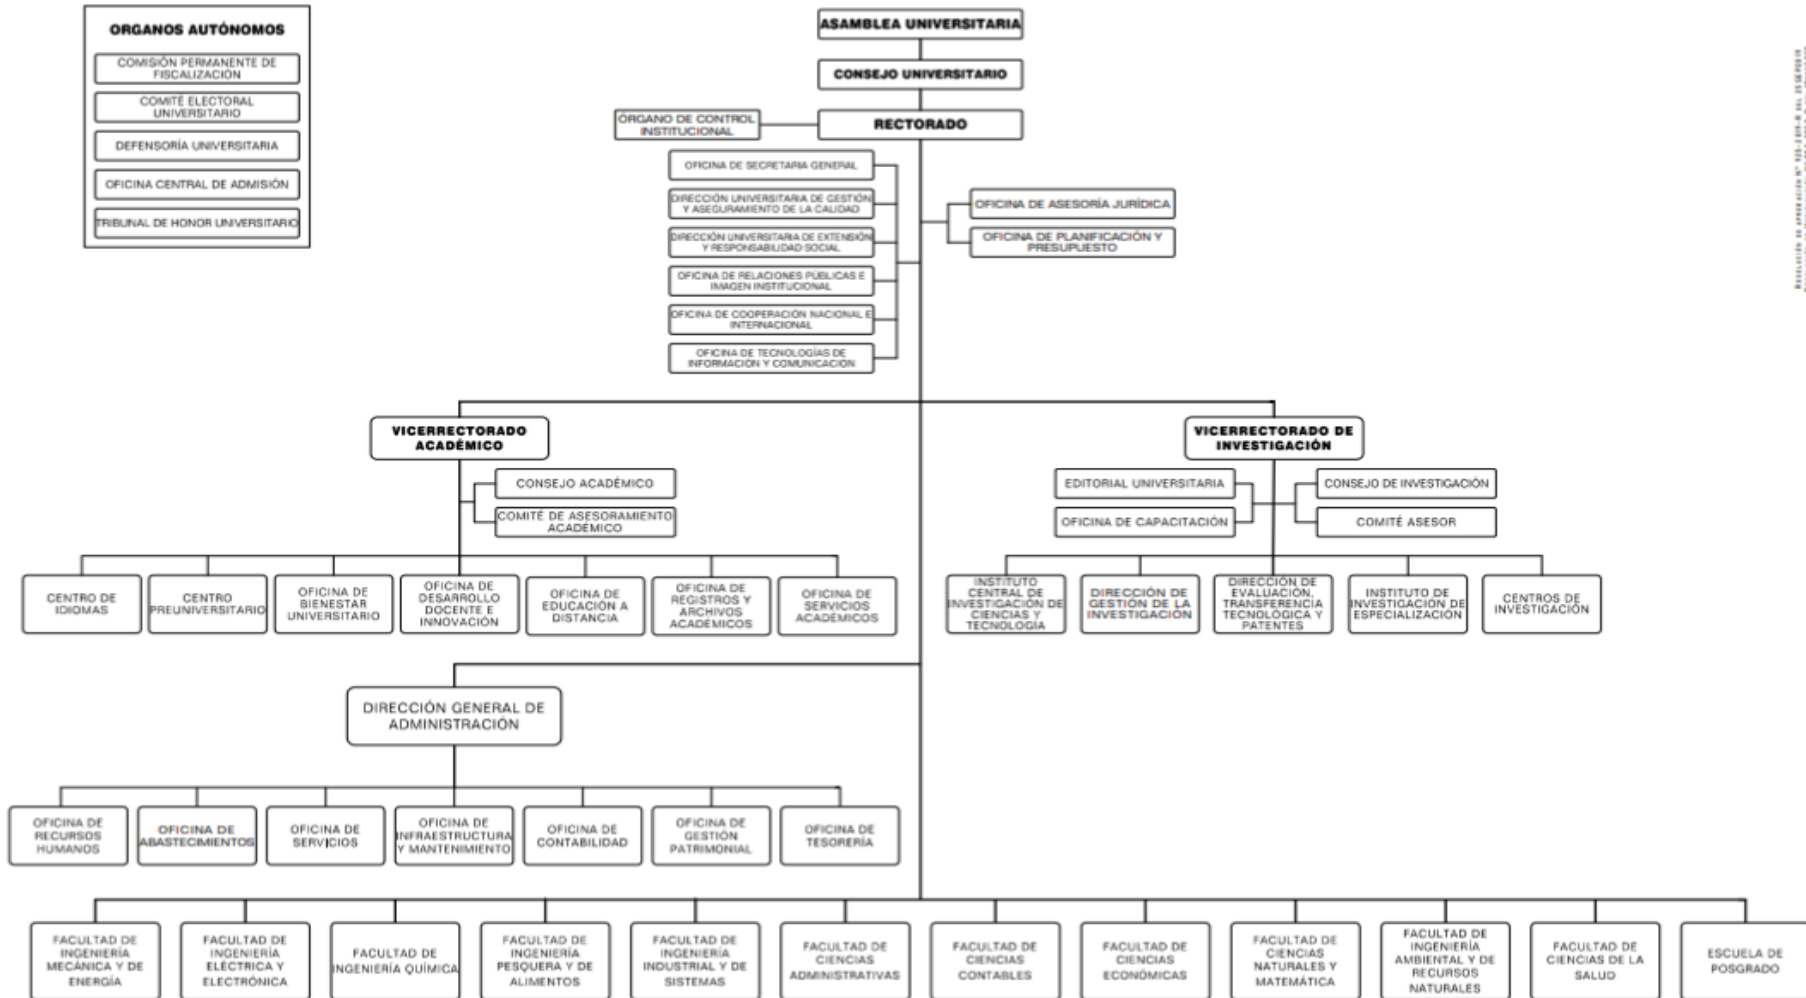 ORGANOS AUTÓNOMOS
COMISIÓN PERMANENTE DE
FISCALIZACIÓN
COMITÉ ELECTORAL
UNIVERSITARIO
DEFENSORÍA UNIVERSITARIA
OFICINA CENTRAL DE ADMISIÓN
TRIBUNAL DE HONOR UNIVERSITARIO
ASAMBLEA UNIVERSITARIA
CONSEJO UNIVERSITARIO
RECTORADO
ÓRGANO DE CONTROL
INSTITUCIONAL
OFICINA DE SECRETARIA GENERAL
DIRECCIÓN UNIVERSITARIA DE GESTIÓN
Y ASEGURAMIENTO DE LA CALIDAD
DIRECCIÓN UNIVERSITARIA DE EXTENSIÓN
Y RESPONSABILIDAD SOCIAL
OFICINA DE RELACIONES PÚBLICAS E
IMAGEN INSTITUCIONAL
OFICINA DE COOPERACIÓN NACIONAL E
INTERNACIONAL
OFICINA DE TECNOLOGÍAS DE
INFORMACIÓN Y COMUNICACIÓN
OFICINA DE ASESORÍA JURÍDICA
OFICINA DE PLANIFICACIÓN Y
PRESUPUESTO
VICERRECTORADO
ACADÉMICO
CONSEJO ACADÉMICO
COMITÉ DE ASESORAMIENTO
ACADÉMICO
CENTRO DE
IDIOMAS
CENTRO
PREUNIVERSITARIO
OFICINA DE
BIENESTAR
UNIVERSITARIO
OFICINA DE
DESARROLLO
DOCENTE E
INNOVACIÓN
OFICINA DE
EDUCACIÓN A
DISTANCIA
OFICINA DE
REGISTROS Y
ARCHIVOS
ACADÉMICOS
OFICINA DE
SERVICIOS
ACADÉMICOS
VICERRECTORADO DE
INVESTIGACIÓN
EDITORIAL UNIVERSITARIA
OFICINA DE CAPACITACIÓN
CONSEJO DE INVESTIGACIÓN
COMITÉ ASESOR
INSTITUTO
CENTRAL DE
INVESTIGACIÓN DE
CIENCIAS Y
TECNOLOGÍA
DIRECCIÓN DE
GESTIÓN DE LA
INVESTIGACIÓN
DIRECCIÓN DE
EVALUACIÓN,
TRANSFERENCIA
TECNOLÓGICA Y
PATENTES
INSTITUTO DE
INVESTIGACIÓN DE
ESPECIALIZACIÓN
CENTROS DE
INVESTIGACIÓN
DIRECCIÓN GENERAL DE
ADMINISTRACIÓN
OFICINA DE
RECURSOS
HUMANOS
OFICINA DE
ABASTECIMIENTOS
OFICINA DE
SERVICIOS
OFICINA DE
INFRAESTRUCTURA
Y MANTENIMIENTO
OFICINA DE
CONTABILIDAD
OFICINA DE
GESTIÓN
PATRIMONIAL
OFICINA DE
TESORERÍA
FACULTAD DE
INGENIERÍA
MECÁNICA Y DE
ENERGÍA
FACULTAD DE
INGENIERÍA
ELÉCTRICA Y
ELECTRÓNICA
FACULTAD DE
INGENIERÍA QUÍMICA
FACULTAD DE
INGENIERÍA
PESQUERA Y DE
ALIMENTOS
FACULTAD DE
INGENIERÍA
INDUSTRIAL Y DE
SISTEMAS
FACULTAD DE
CIENCIAS
ADMINISTRATIVAS
FACULTAD DE
CIENCIAS
CONTABLES
FACULTAD DE
CIENCIAS
ECONÓMICAS
FACULTAD DE
CIENCIAS
NATURALES Y
MATEMÁTICA
FACULTAD DE
INGENIERÍA
AMBIENTAL Y DE
RECURSOS
NATURALES
FACULTAD DE
CIENCIAS DE LA
SALUD
ESCUELA DE
POSGRADO